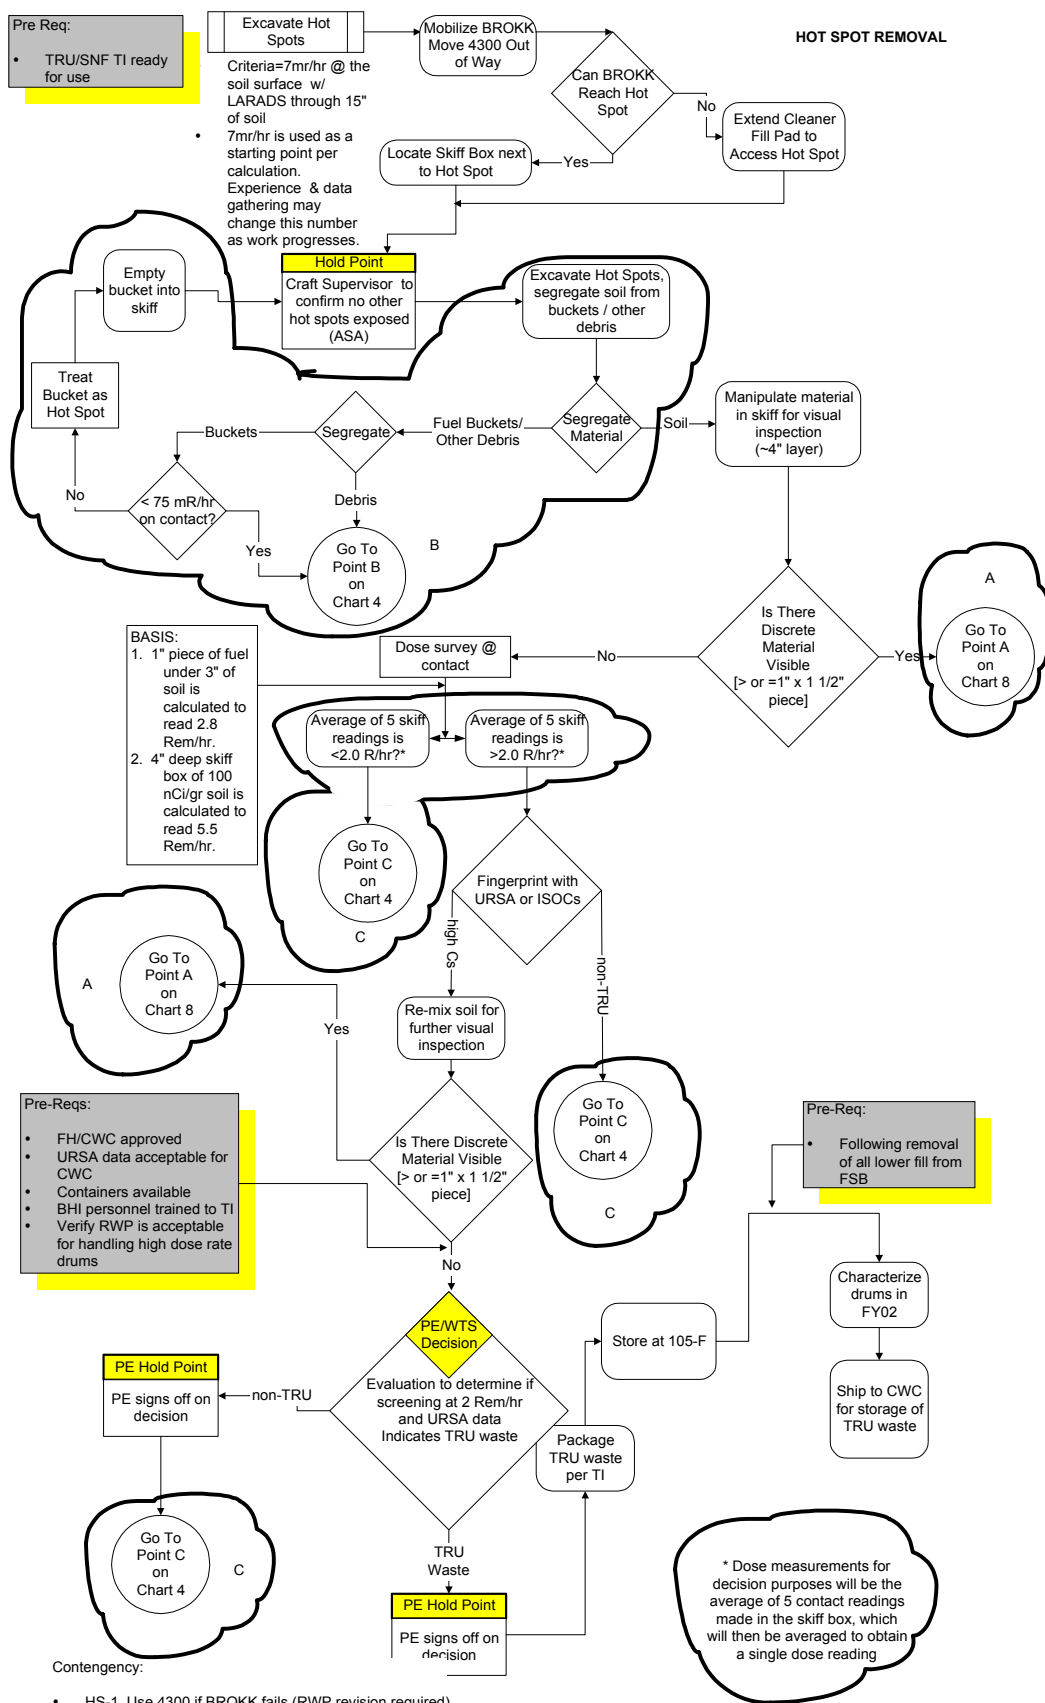 HOT SPOT REMOVAL
Pre Req:
• TRU/SNF TI ready
for use
Excavate Hot
Spots
Mobilize BROKK
Move 4300 Out
of Way
• Criteria=7mr/hr @ the
soil surface w/
LARADS through 15"
of soil
• 7mr/hr is used as a
starting point per
calculation.
Experience & data
gathering may
change this number
as work progresses.
Can BROKK
Reach Hot
Spot
No
Yes
Extend Cleaner
Fill Pad to
Access Hot Spot
Locate Skiff Box next
to Hot Spot
Empty
bucket into
skiff
Hold Point
Craft Supervisor to
confirm no other
hot spots exposed
(ASA)
Excavate Hot Spots,
segregate soil from
buckets / other
debris
Treat
Bucket as
Hot Spot
Buckets
Segregate
Fuel Buckets/
Other Debris
Segregate
Material
Soil
Manipulate material
in skiff for visual
inspection
(~4" layer)
No
< 75 mR/hr
on contact?
Yes
Debris
Go To
Point B
on
Chart 4
B
Is There
Discrete
Material
Visible
[> or =1" x 1 1/2"
piece]
No
Yes
A
Go To
Point A
on
Chart 8
BASIS:
1. 1" piece of fuel
under 3" of
soil is
calculated to
read 2.8
Rem/hr.
2. 4" deep skiff
box of 100
nCi/gr soil is
calculated to
read 5.5
Rem/hr.
Dose survey @
contact
Average of 5 skiff
readings is
<2.0 R/hr?*
Average of 5 skiff
readings is
>2.0 R/hr?*
Go To
Point C
on
Chart 4
C
Fingerprint with
URSA or ISOCs
high Cs
non-TRU
A
Go To
Point A
on
Chart 8
Yes
Re-mix soil for
further visual
inspection
Is There Discrete
Material Visible
[> or =1" x 1 1/2"
piece]
Go To
Point C
on
Chart 4
C
Pre-Reqs:
• FH/CWC approved
• URSA data acceptable for
CWC
• Containers available
• BHI personnel trained to TI
• Verify RWP is acceptable
for handling high dose rate
drums
Pre-Req:
• Following removal
of all lower fill from
FSB
No
PE/WTS
Decision
Evaluation to determine if
screening at 2 Rem/hr
and URSA data
Indicates TRU waste
non-TRU
PE Hold Point
PE signs off on
decision
Go To
Point C
on
Chart 4
C
TRU
Waste
PE Hold Point
PE signs off on
decision
Package
TRU waste
per TI
Store at 105-F
Characterize
drums in
FY02
Ship to CWC
for storage of
TRU waste
* Dose measurements for
decision purposes will be the
average of 5 contact readings
made in the skiff box, which
will then be averaged to obtain
a single dose reading
Contengency:
• HS-1 Use 4300 if BROKK fails (RWP revision required)